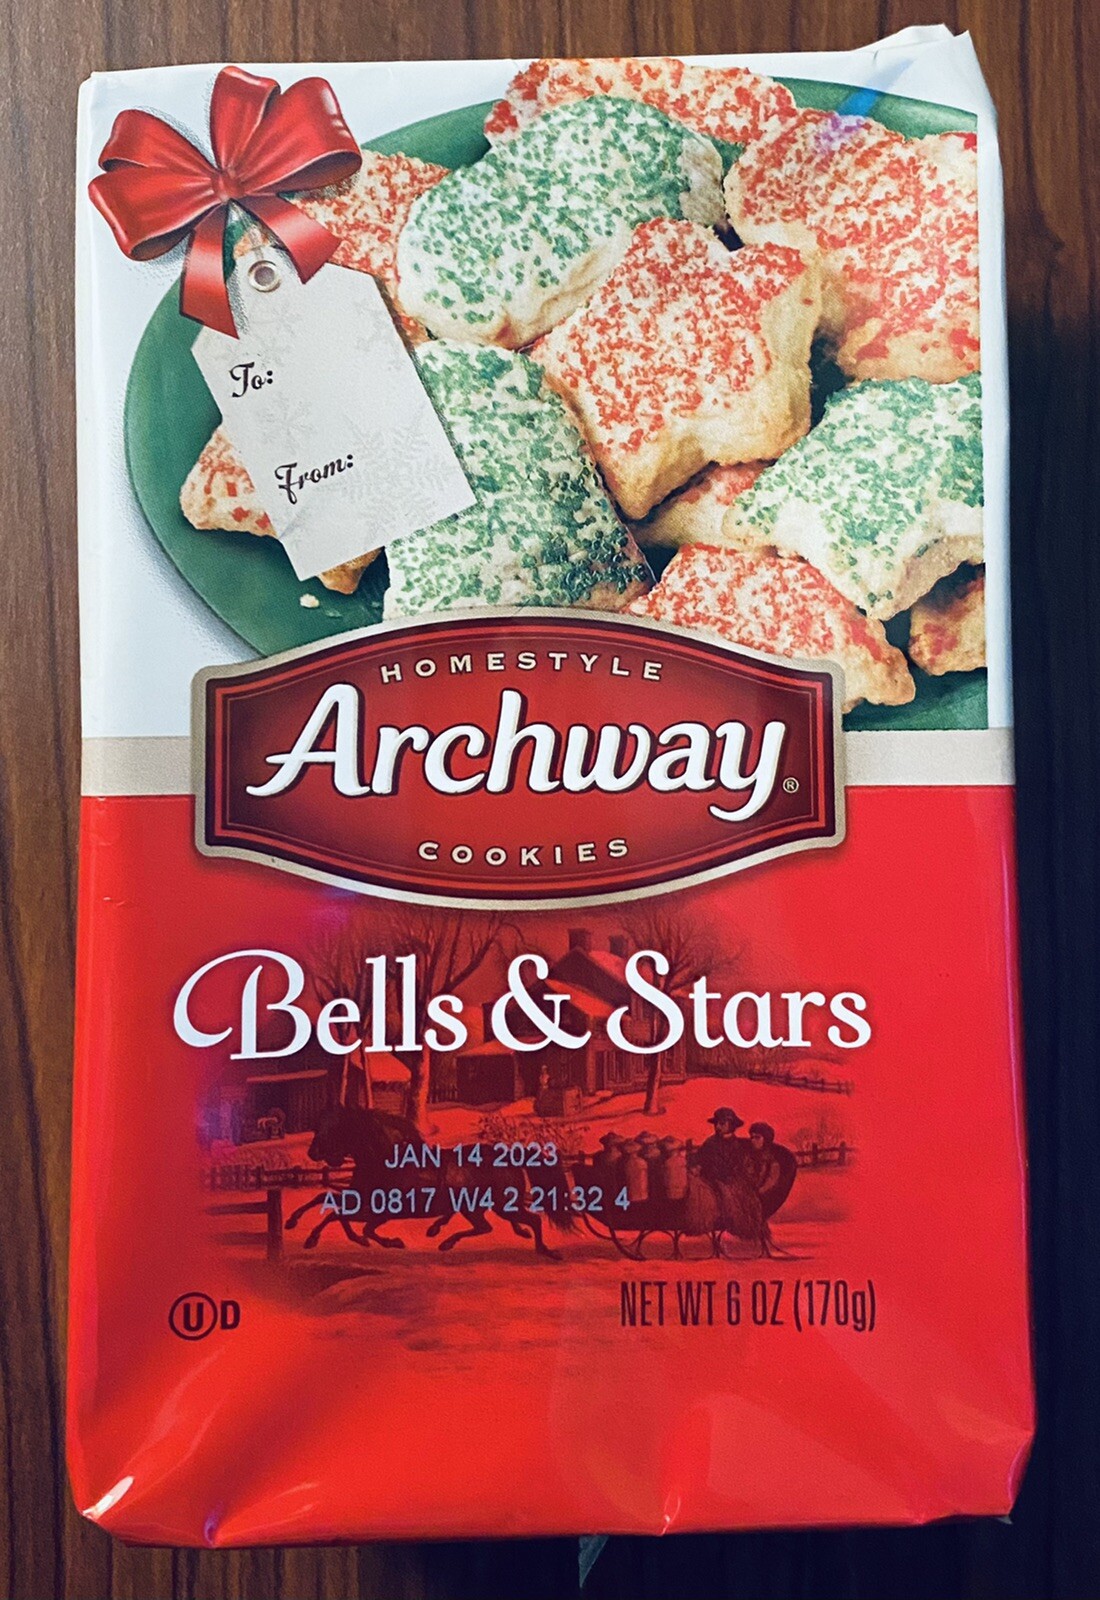 To:
From:
HOMESTYLE
Archway®
COOKIES
Bells & Stars
JAN 14 2023
AD 0817 W4 2 21:32 4
U D
NET WT 6 OZ (170g)